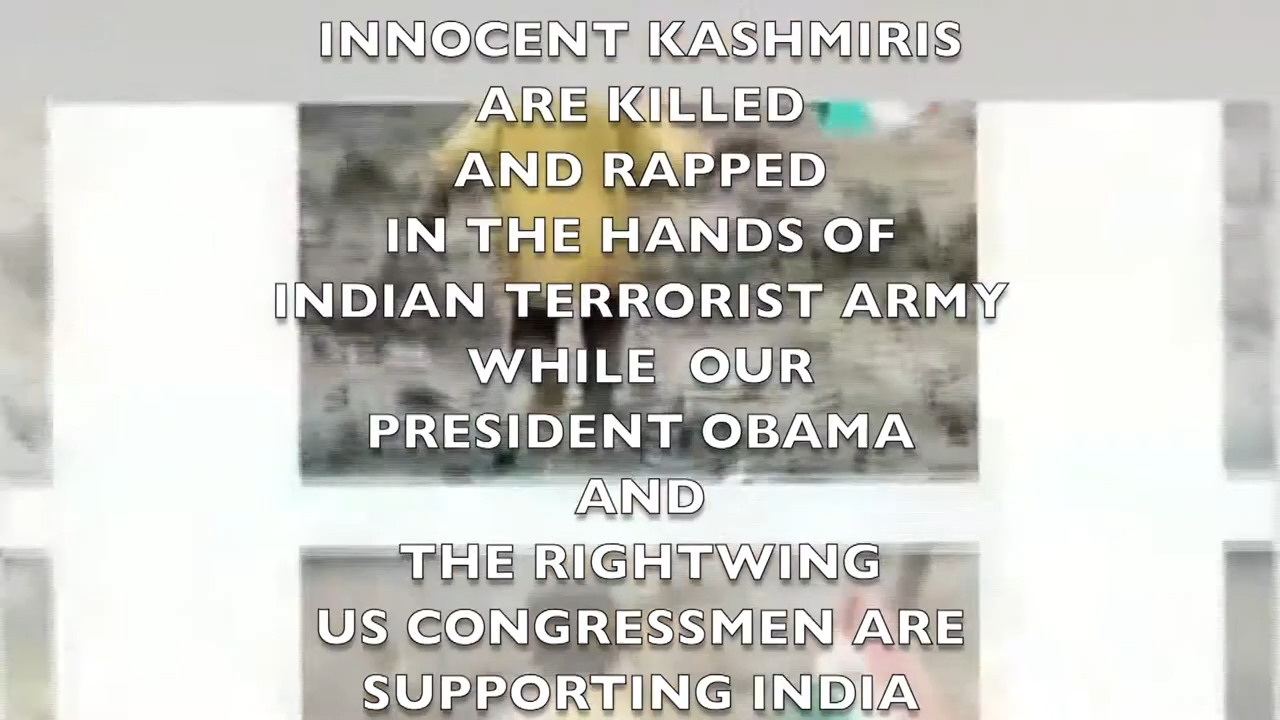 INNOCENT KASHMIRIS
ARE KILLED
AND RAPPED
IN THE HANDS OF
INDIAN TERRORIST ARMY
WHILE OUR
PRESIDENT OBAMA
AND
THE RIGHTWING
US CONGRESSMEN ARE
SUPPORTING INDIA